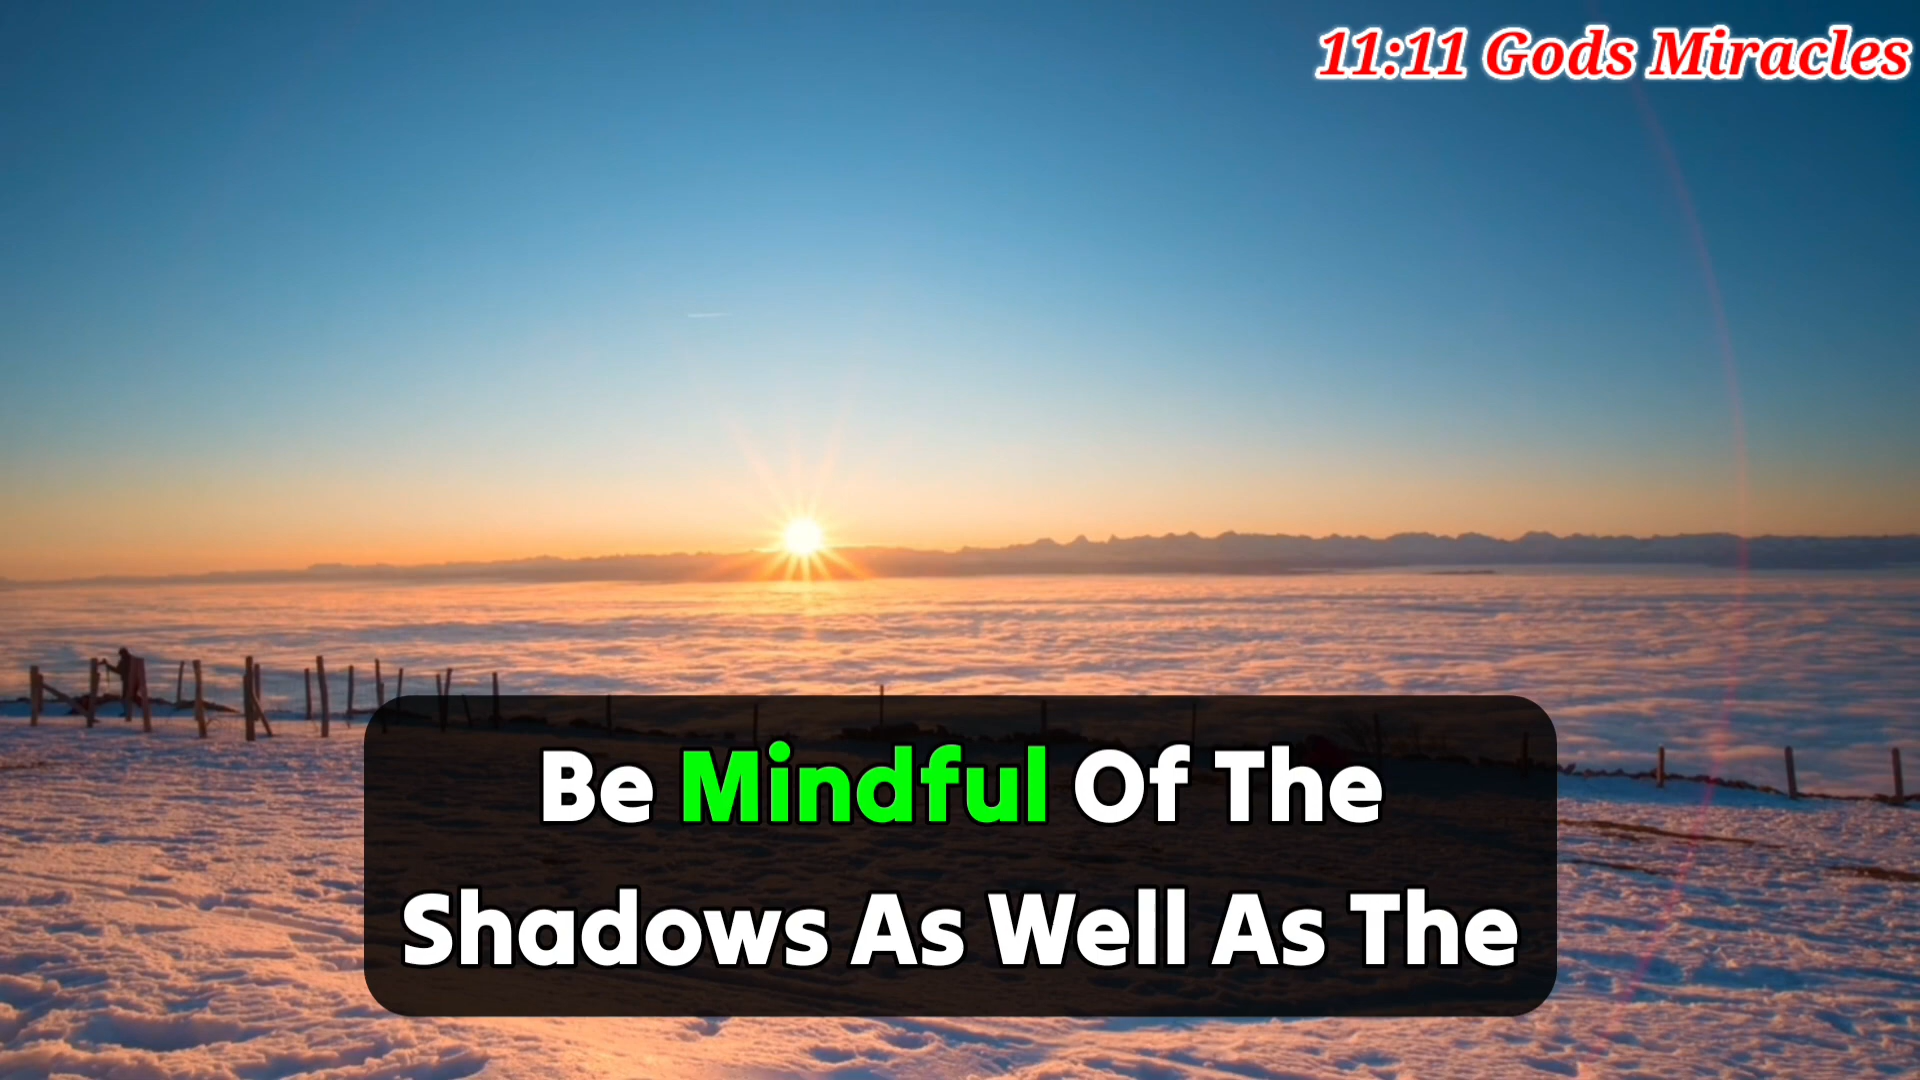 11:11 Gods Miracles
Be Mindful Of The
Shadows As Well As The